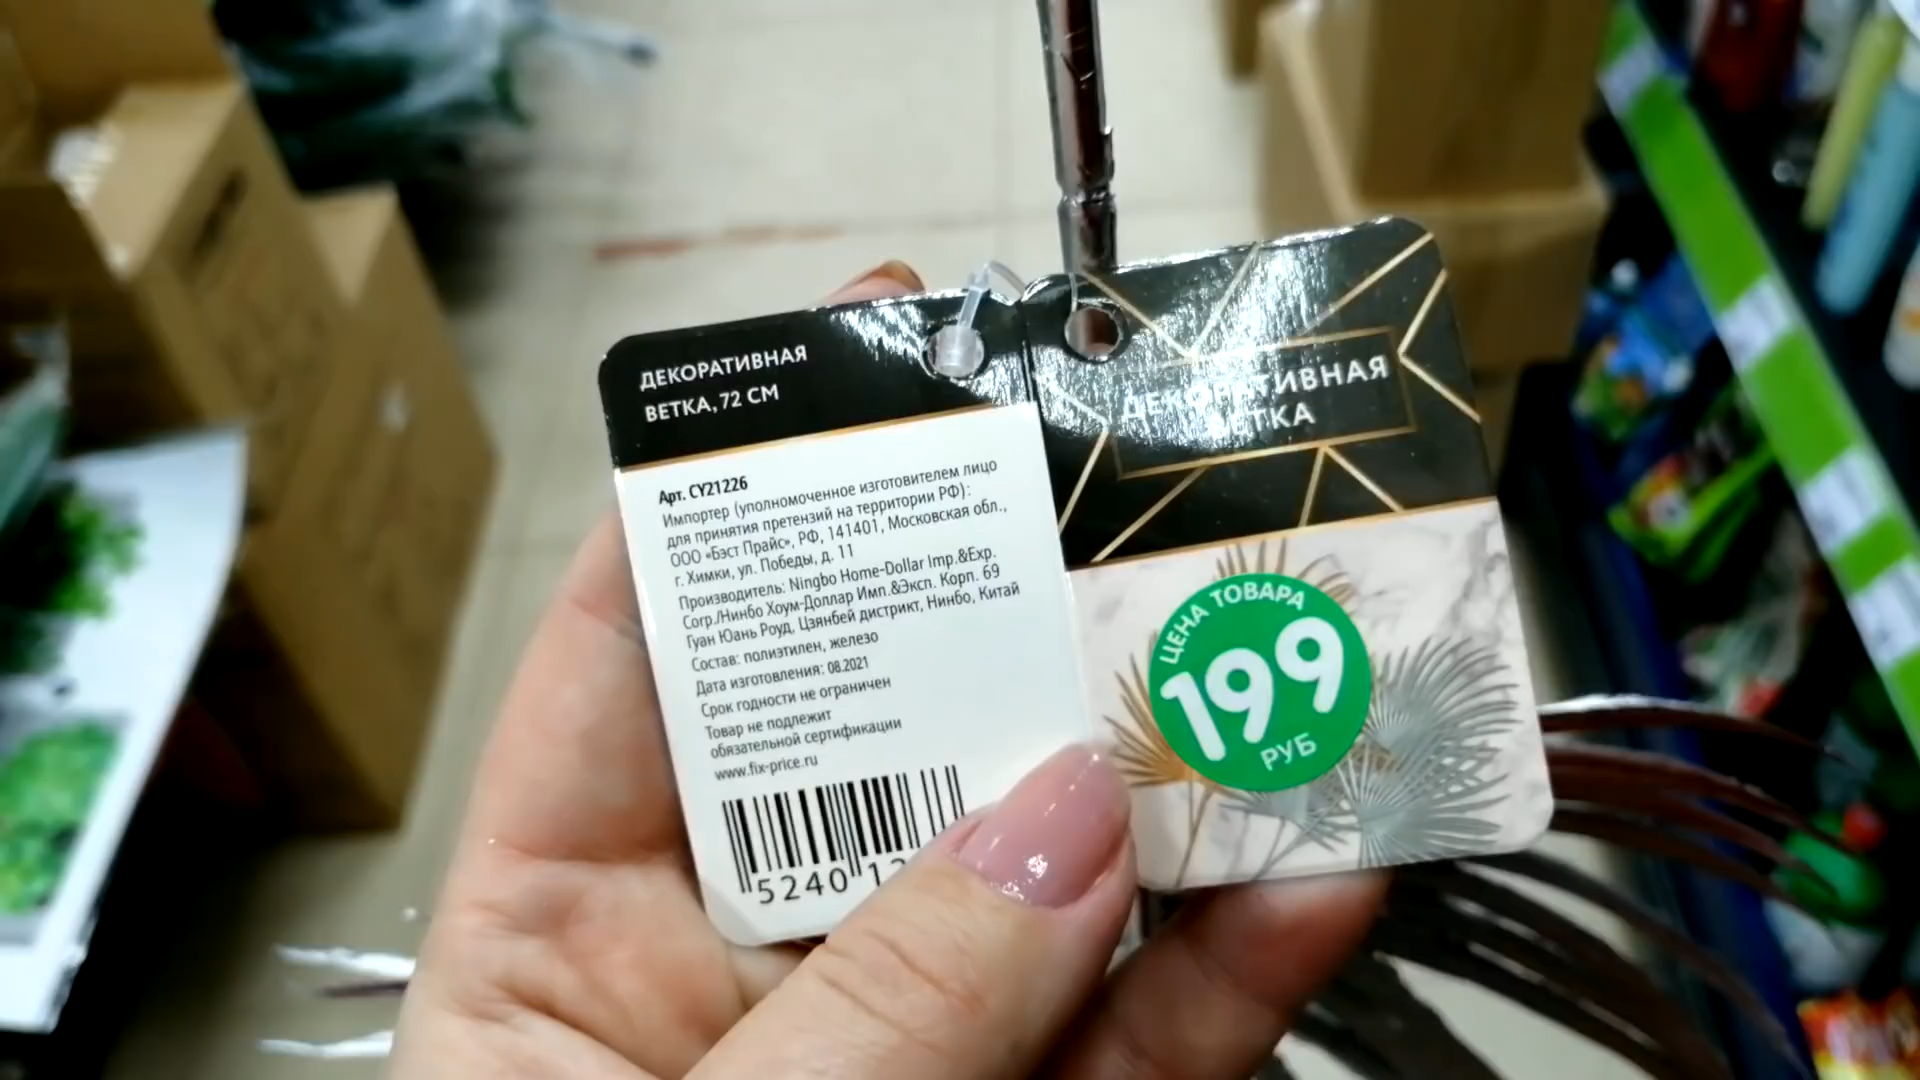 ДЕКОРАТИВНАЯ
ВЕТКА, 72 СМ
Арт. CY21226
Импортер (уполномоченное изготовителем лицо
для принятия претензий на территории РФ):
ООО «Бэст Прайс», РФ, 141401, Московская обл.,
г. Химки, ул. Победы, д. 11
Производитель: Ningbo Home-Dollar Imp.&Exp.
Corp./Нинбо Хоум-Доллар Имп.&Эксп. Корп. 69
Гуан Юань Роуд, Цзянбей дистрикт, Нинбо, Китай
Состав: полиэтилен, железо
Дата изготовления: 08.2021
Срок годности не ограничен
Товар не подлежит
обязательной сертификации
www.fix-price.ru
5240
ДЕКОРАТИВНАЯ
ВЕТКА
ЦЕНА ТОВАРА
199
РУБ